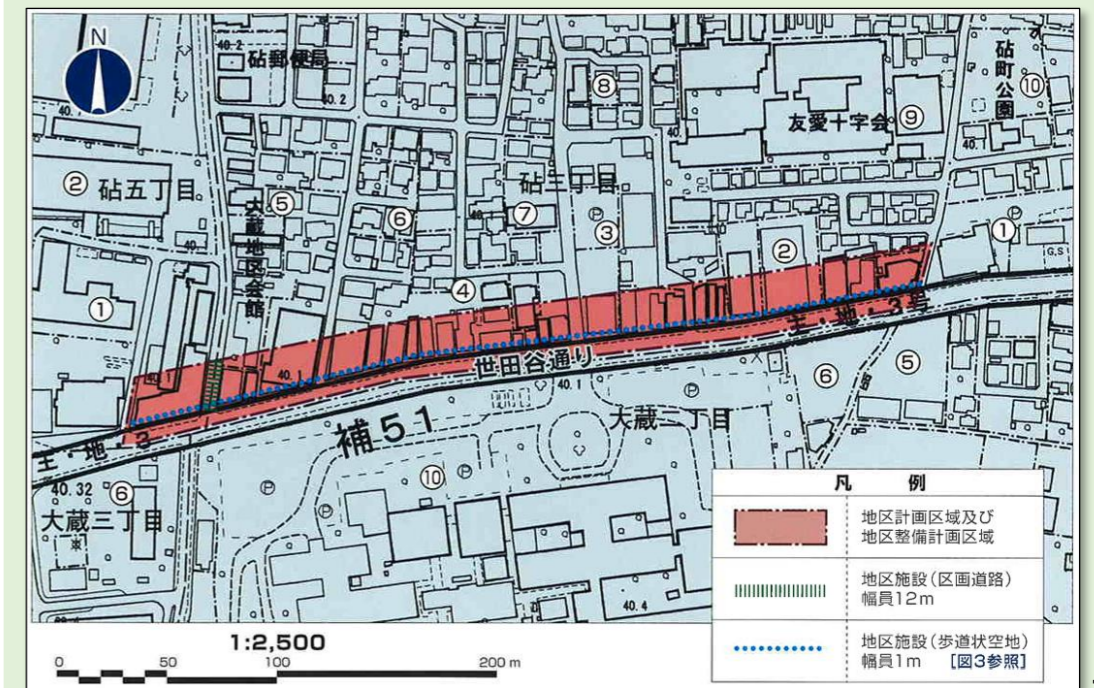 N
40.2
砧郵便局
40.2
⑧
砧町公園
⑩
⑨
友愛十字会
40.1
② 砧五丁目
大蔵地区会館
⑤
⑥
砧三丁目
⑦
Ⓟ
③
Ⓟ
①
G.S
②
①
④
主・地・3号
世田谷通り
40.1
40.1
主・地・3
補51
大蔵二丁目
Ⓟ
⑥
⑤
40.32
⑥
大蔵三丁目
Ⓟ
Ⓟ
⑩
Ⓟ
40.4
凡 例
地区計画区域及び
地区整備計画区域
地区施設(区画道路)
幅員12m
地区施設(歩道状空地)
幅員1m [図3参照]
1:2,500
0 50 100 200 m